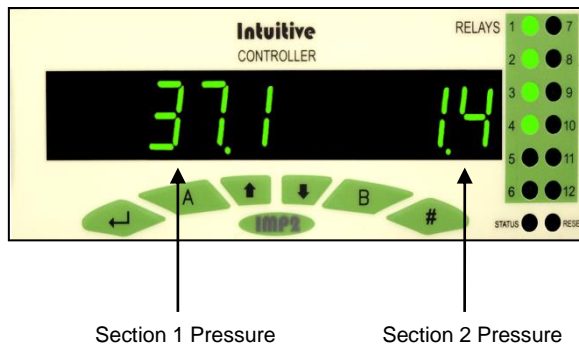 Intuitive
CONTROLLER
RELAYS
1 7
2 8
3 9
4 10
5 11
6 12
37.1 1.4
A B
#
IMP2
STATUS RESE
Section 1 Pressure Section 2 Pressure